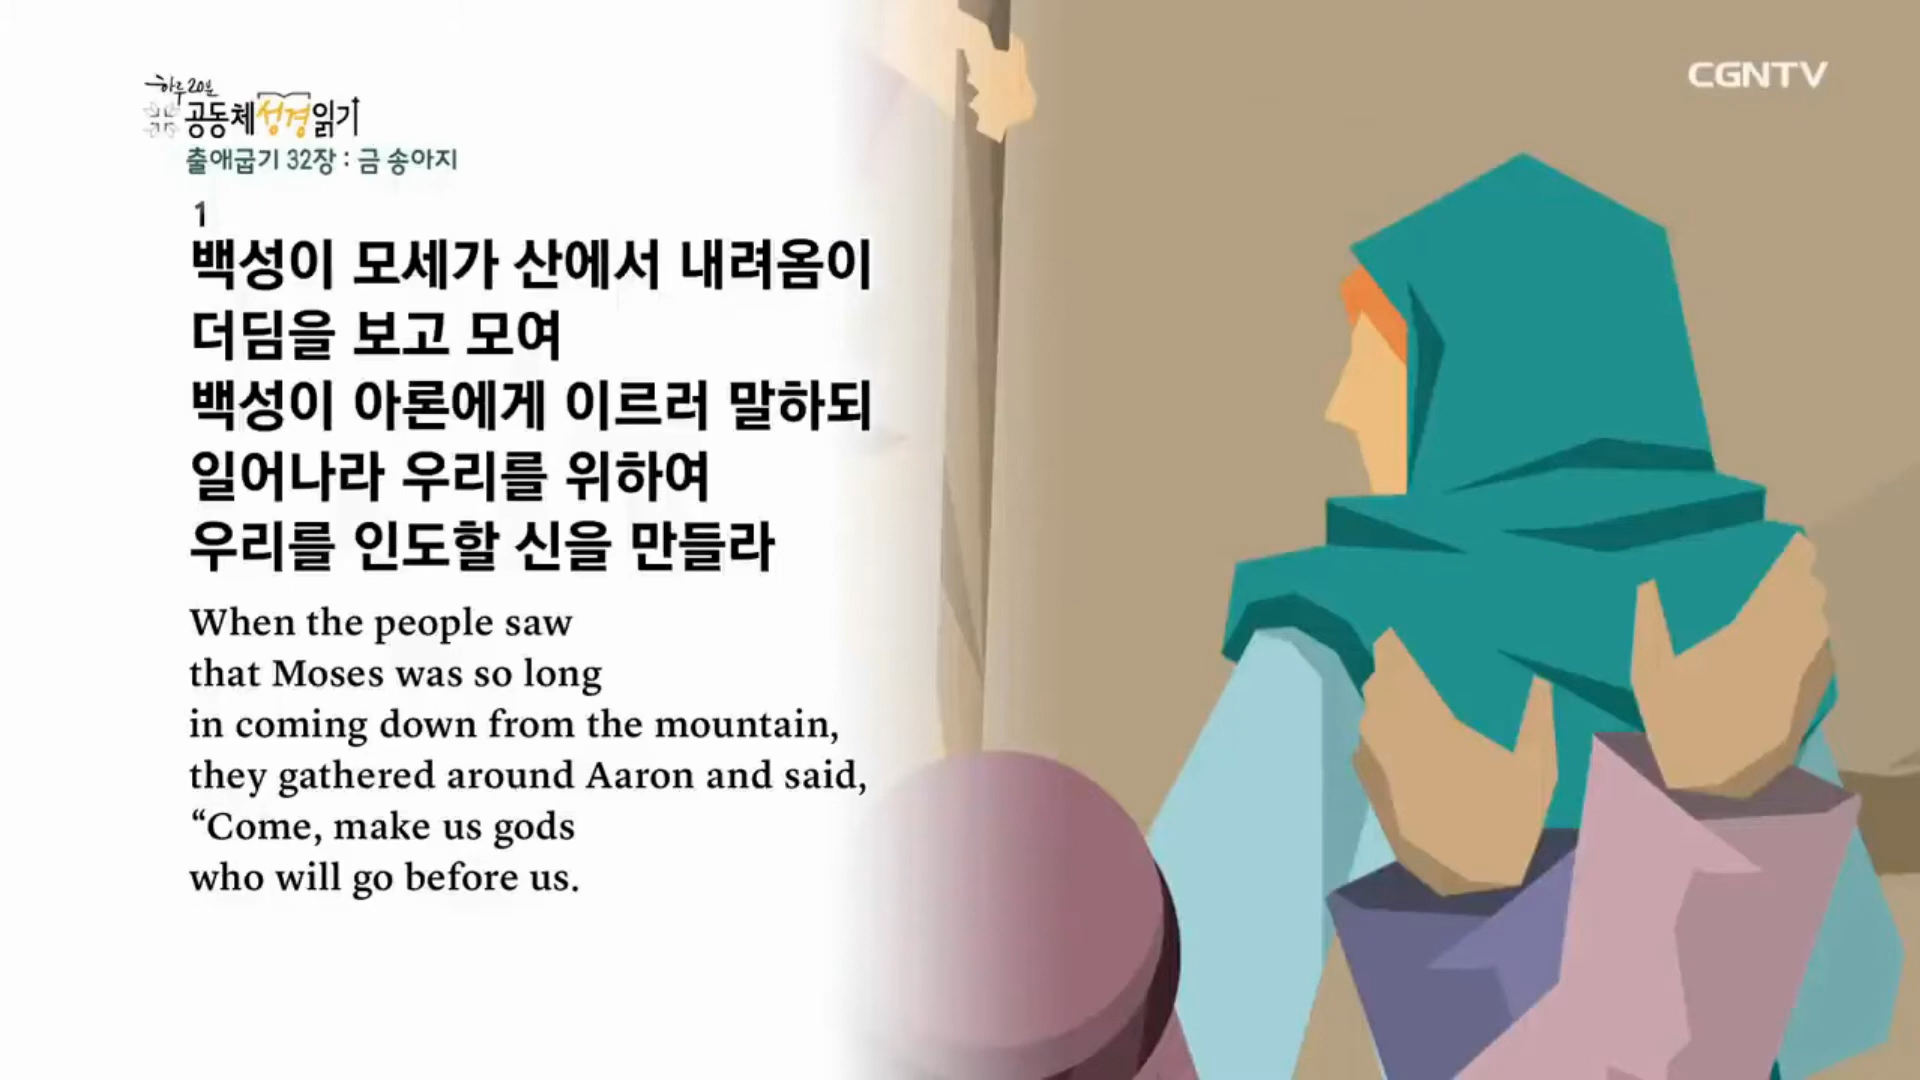 하루 20분
공동체성경읽기
출애굽기 32장 : 금 송아지
CGNTV
1
백성이 모세가 산에서 내려옴이
더딤을 보고 모여
백성이 아론에게 이르러 말하되
일어나라 우리를 위하여
우리를 인도할 신을 만들라
When the people saw
that Moses was so long
in coming down from the mountain,
they gathered around Aaron and said,
“Come, make us gods
who will go before us.